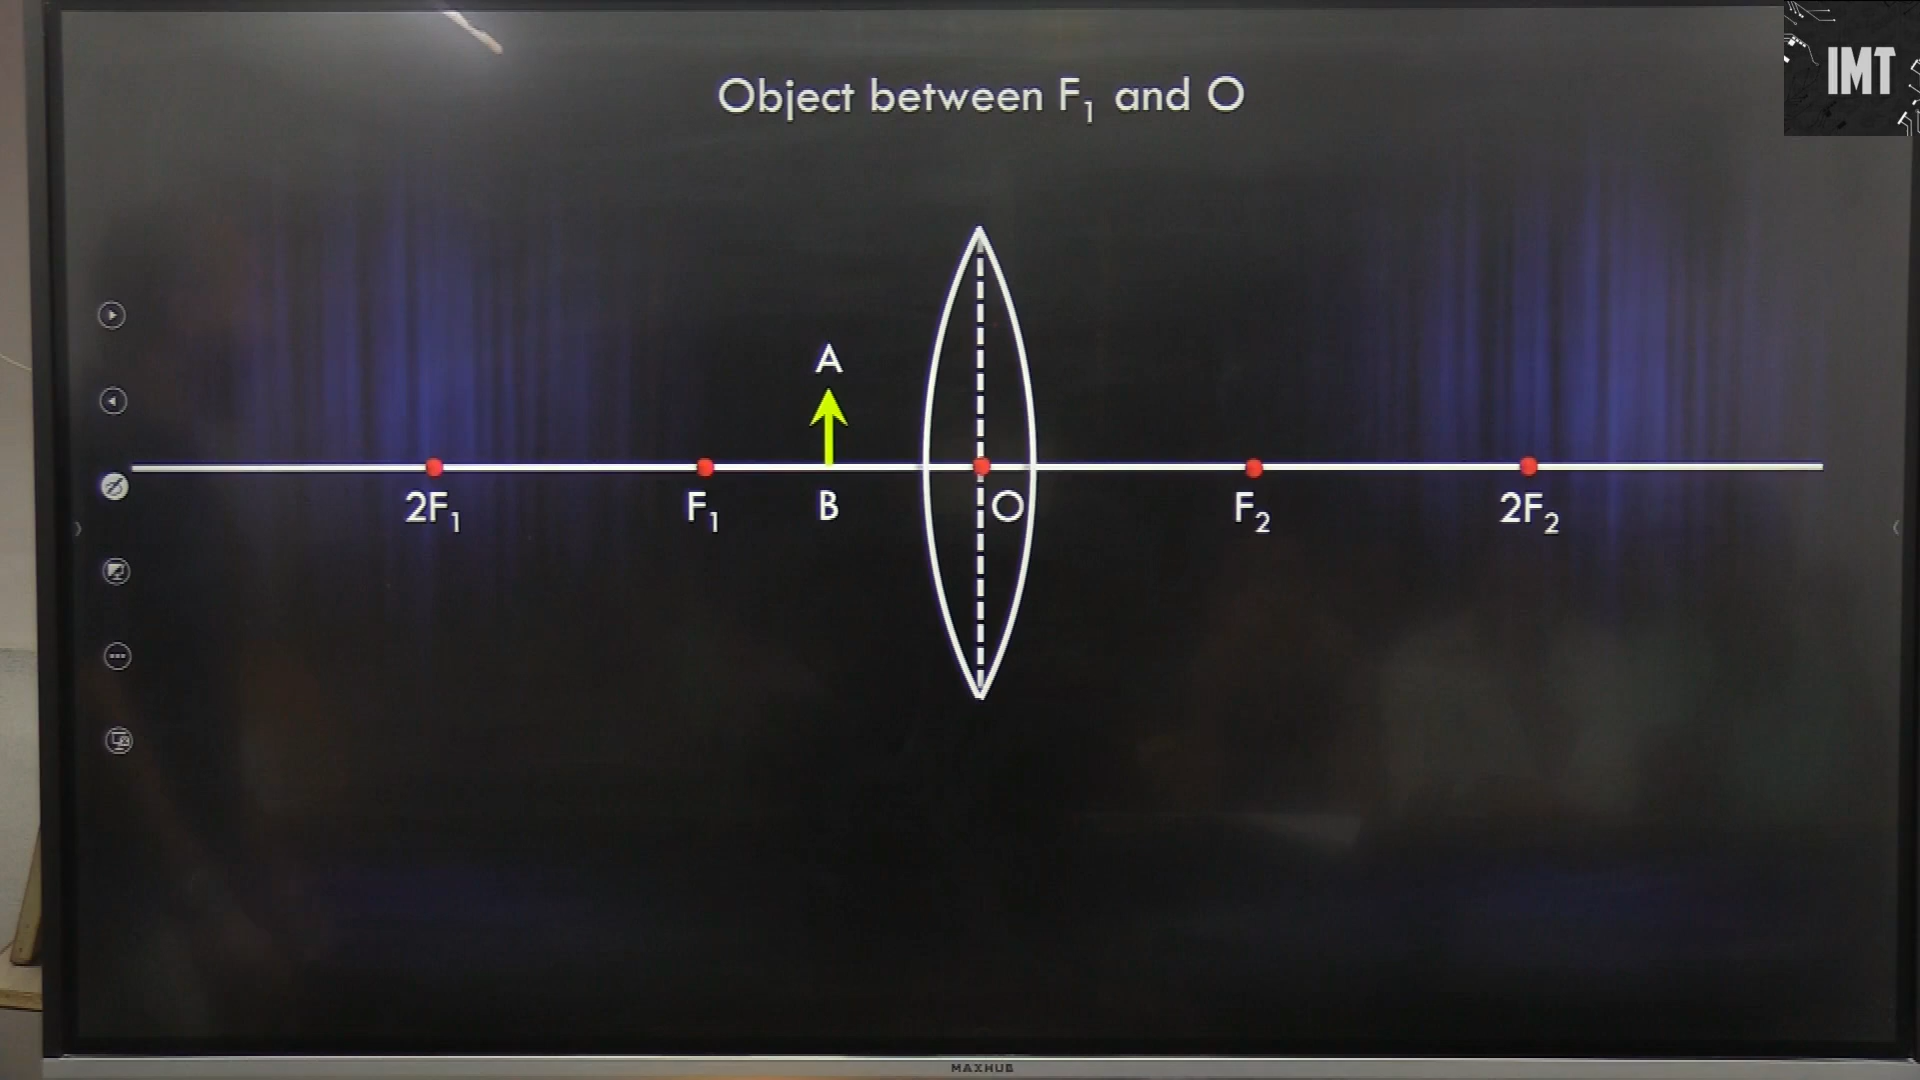 IMT
Object between F₁ and O
A
2F₁ F₁ B O F₂ 2F₂
MAXHUB